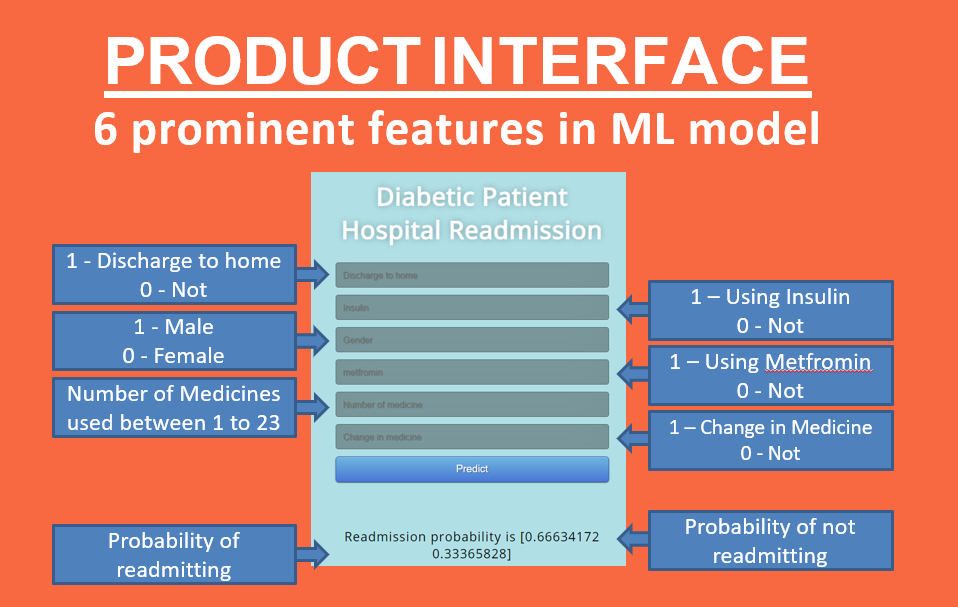 PRODUCT INTERFACE
6 prominent features in ML model
Diabetic Patient
Hospital Readmission
1 - Discharge to home
0 - Not
1 - Male
0 - Female
Number of Medicines
used between 1 to 23
Discharge to home
Insulin
Gender
metfromin
Number of medicine
Change in medicine
Predict
1 – Using Insulin
0 - Not
1 – Using Metfromin
0 - Not
1 – Change in Medicine
0 - Not
Probability of
readmitting
Readmission probability is [0.66634172
0.33365828]
Probability of not
readmitting